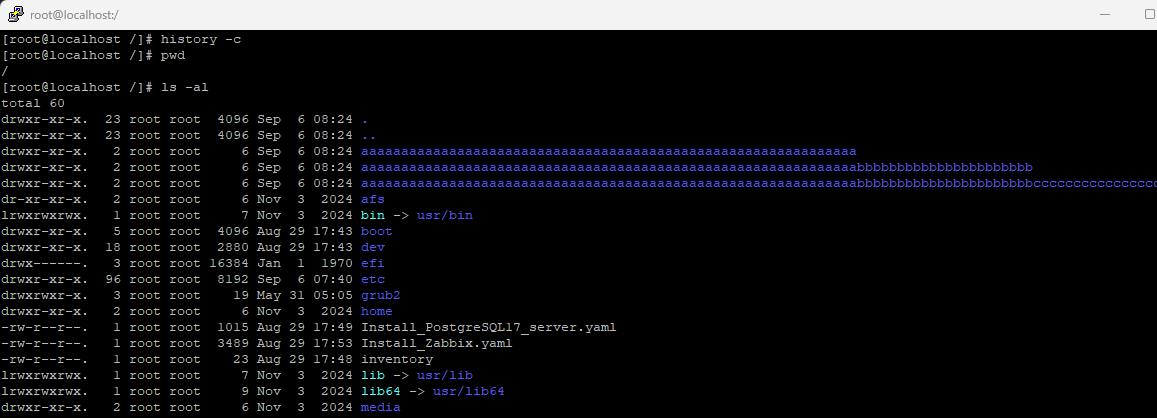 root@localhost:/
[root@localhost /]# history -c
[root@localhost /]# pwd
/
[root@localhost /]# ls -al
total 60
drwxr-xr-x.  23 root root  4096 Sep  6 08:24 .
drwxr-xr-x.  23 root root  4096 Sep  6 08:24 ..
drwxr-xr-x.   2 root root     6 Sep  6 08:24 aaaaaaaaaaaaaaaaaaaaaaaaaaaaaaaaaaaaaaaaaaaaaaaaaaaaaaaaaaaaaa
drwxr-xr-x.   2 root root     6 Sep  6 08:24 aaaaaaaaaaaaaaaaaaaaaaaaaaaaaaaaaaaaaaaaaaaaaaaaaaaaaaaaaaaaaabbbbbbbbbbbbbbbbbbbbbb
drwxr-xr-x.   2 root root     6 Sep  6 08:24 aaaaaaaaaaaaaaaaaaaaaaaaaaaaaaaaaaaaaaaaaaaaaaaaaaaaaaaaaaaaaabbbbbbbbbbbbbbbbbbbbbbcccccccccccccccc
dr-xr-xr-x.   2 root root     6 Nov  3  2024 afs
lrwxrwxrwx.   1 root root     7 Nov  3  2024 bin -> usr/bin
drwxr-xr-x.   5 root root  4096 Aug 29 17:43 boot
drwxr-xr-x.  18 root root  2880 Aug 29 17:43 dev
drwx------.   3 root root 16384 Jan  1  1970 efi
drwxr-xr-x.  96 root root  8192 Sep  6 07:40 etc
drwxr-xr-x.   3 root root    19 May 31 05:05 grub2
drwxr-xr-x.   2 root root     6 Nov  3  2024 home
-rw-r--r--.   1 root root  1015 Aug 29 17:49 Install_PostgreSQL17_server.yaml
-rw-r--r--.   1 root root  3489 Aug 29 17:53 Install_Zabbix.yaml
-rw-r--r--.   1 root root    23 Aug 29 17:48 inventory
lrwxrwxrwx.   1 root root     7 Nov  3  2024 lib -> usr/lib
lrwxrwxrwx.   1 root root     9 Nov  3  2024 lib64 -> usr/lib64
drwxr-xr-x.   2 root root     6 Nov  3  2024 media